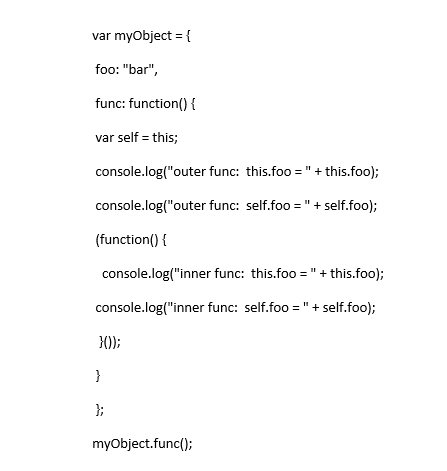 var myObject = {
foo: "bar",
func: function() {
var self = this;
console.log("outer func:  this.foo = " + this.foo);
console.log("outer func:  self.foo = " + self.foo);
(function() {
console.log("inner func:  this.foo = " + this.foo);
console.log("inner func:  self.foo = " + self.foo);
}());
}
};
myObject.func();